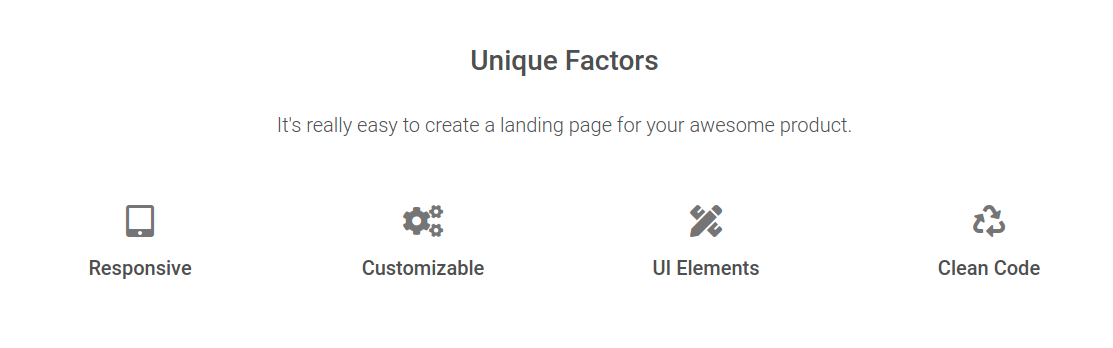 Unique Factors
It's really easy to create a landing page for your awesome product.
Responsive
Customizable
UI Elements
Clean Code